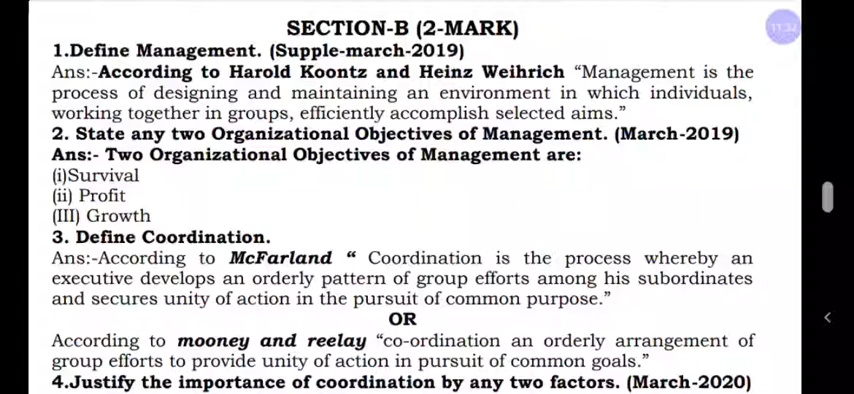 SECTION-B (2-MARK)
11:32
1.Define Management. (Supple-march-2019)
Ans:-According to Harold Koontz and Heinz Weihrich “Management is the
process of designing and maintaining an environment in which individuals,
working together in groups, efficiently accomplish selected aims.”
2. State any two Organizational Objectives of Management. (March-2019)
Ans:- Two Organizational Objectives of Management are:
(i)Survival
(ii) Profit
(III) Growth
3. Define Coordination.
Ans:-According to McFarland “ Coordination is the process whereby an
executive develops an orderly pattern of group efforts among his subordinates
and secures unity of action in the pursuit of common purpose.”
OR
According to mooney and reelay “co-ordination an orderly arrangement of
group efforts to provide unity of action in pursuit of common goals.”
4.Justify the importance of coordination by any two factors. (March-2020)